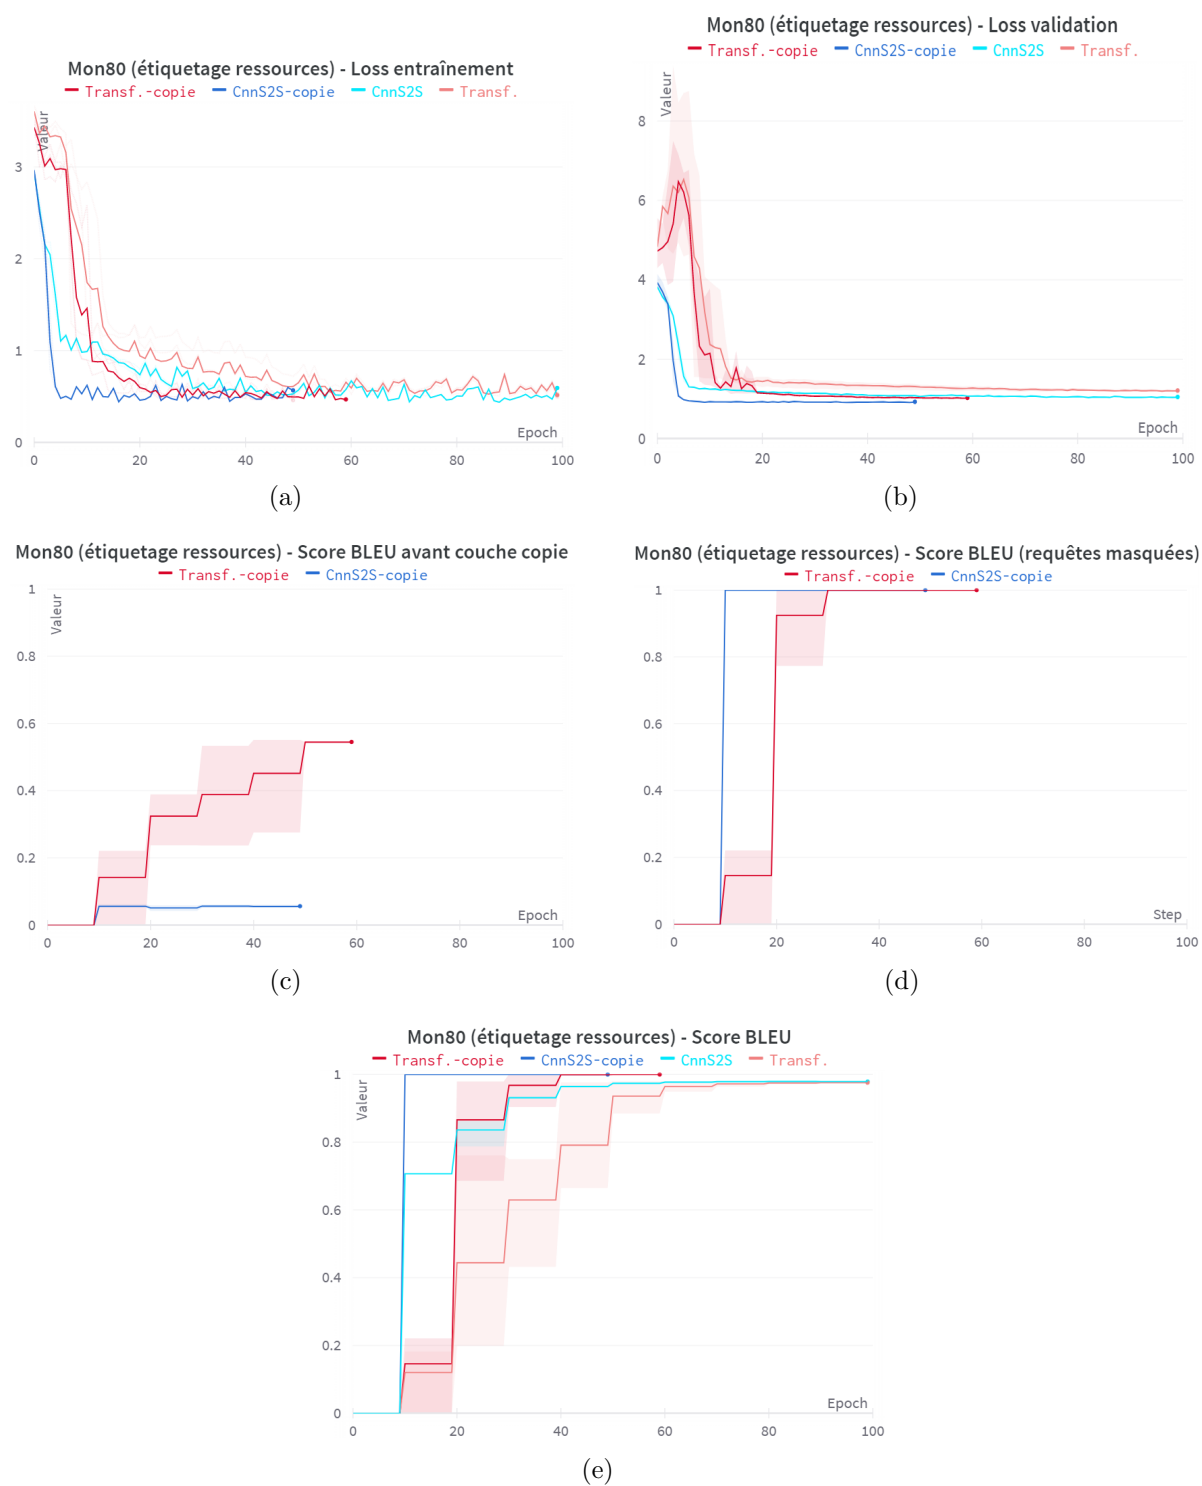 Mon80 (étiquetage ressources) - Loss entraînement
Transf.-copie CnnS2S-copie CnnS2S Transf.
Valeur
3
2
1
0
Epoch
0 20 40 60 80 100
(a)
Mon80 (étiquetage ressources) - Loss validation
Transf.-copie CnnS2S-copie CnnS2S Transf.
Valeur
8
6
4
2
0
Epoch
0 20 40 60 80 100
(b)
Mon80 (étiquetage ressources) - Score BLEU avant couche copie
Transf.-copie CnnS2S-copie
Valeur
1
0.8
0.6
0.4
0.2
0
Epoch
0 20 40 60 80 100
(c)
Mon80 (étiquetage ressources) - Score BLEU (requêtes masquées)
Transf.-copie CnnS2S-copie
1
0.8
0.6
0.4
0.2
0
Step
0 20 40 60 80 100
(d)
Mon80 (étiquetage ressources) - Score BLEU
Transf.-copie CnnS2S-copie CnnS2S Transf.
Valeur
1
0.8
0.6
0.4
0.2
0
Epoch
0 20 40 60 80 100
(e)